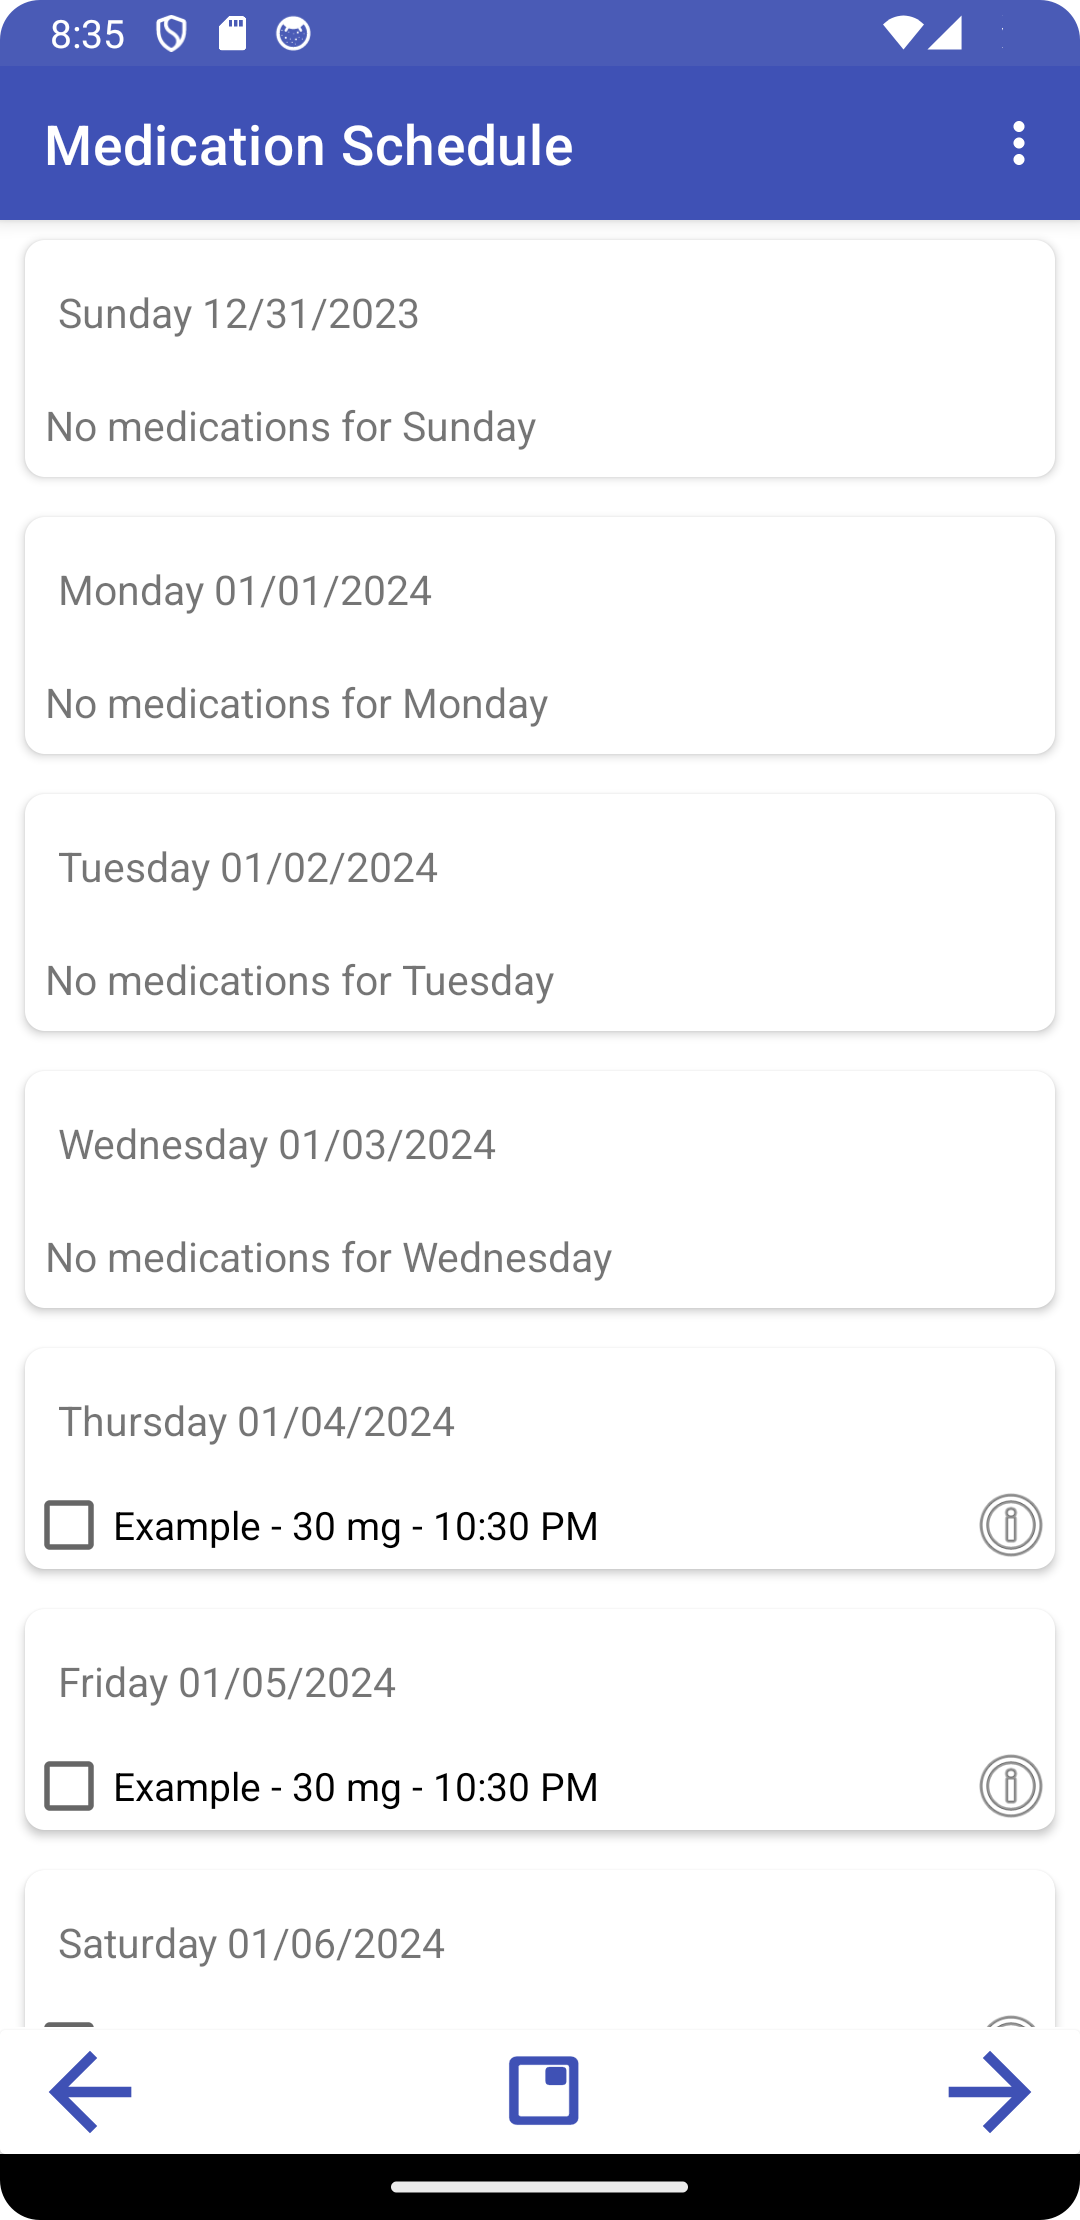 8:35
Medication Schedule
Sunday 12/31/2023
No medications for Sunday
Monday 01/01/2024
No medications for Monday
Tuesday 01/02/2024
No medications for Tuesday
Wednesday 01/03/2024
No medications for Wednesday
Thursday 01/04/2024
Example - 30 mg - 10:30 PM
Friday 01/05/2024
Example - 30 mg - 10:30 PM
Saturday 01/06/2024